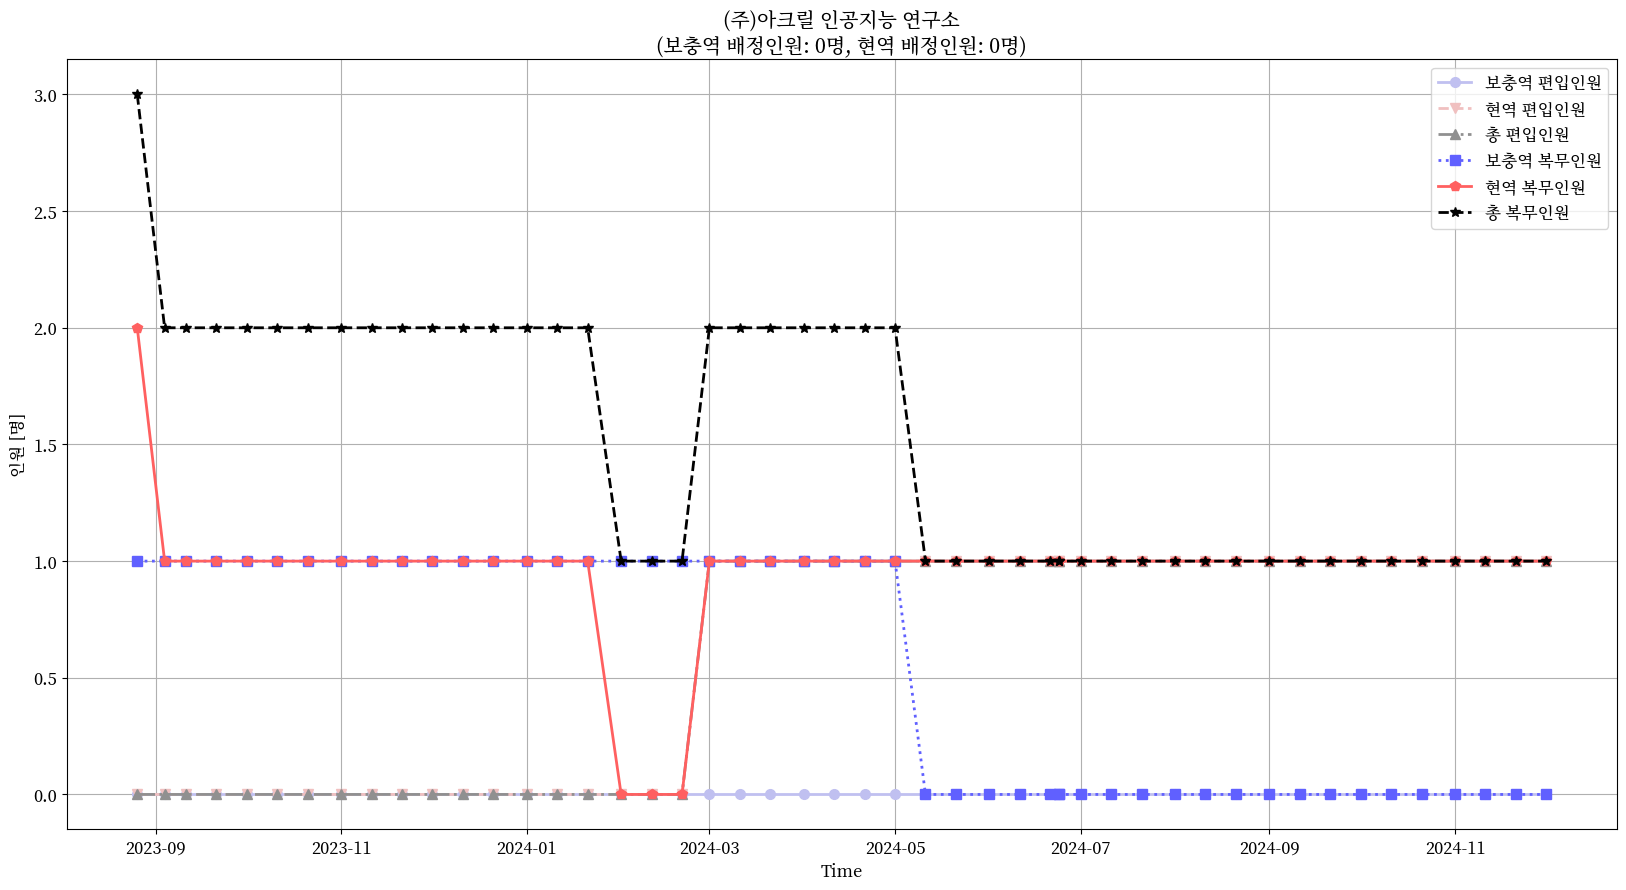 (주)아크릴 인공지능 연구소
(보충역 배정인원: 0명, 현역 배정인원: 0명)
보충역 편입인원
현역 편입인원
총 편입인원
보충역 복무인원
현역 복무인원
총 복무인원
인원 [명]
3.0
2.5
2.0
1.5
1.0
0.5
0.0
2023-09 2023-11 2024-01 2024-03 2024-05 2024-07 2024-09 2024-11
Time